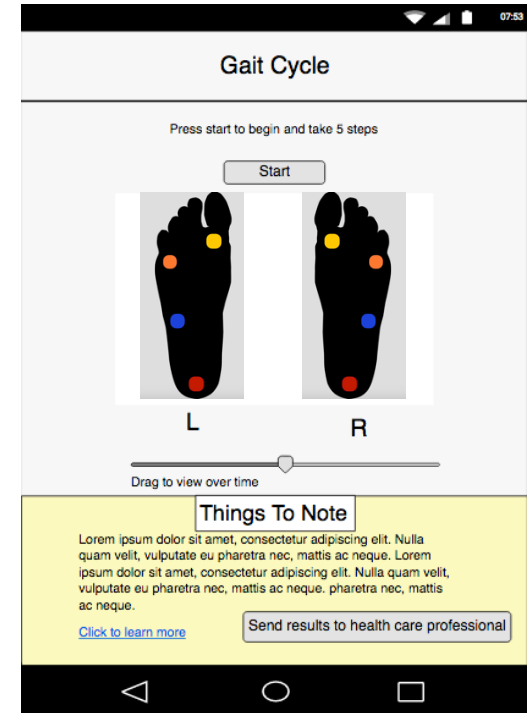 07:53
Gait Cycle
Press start to begin and take 5 steps
Start
L
R
Drag to view over time
Things To Note
Lorem ipsum dolor sit amet, consectetur adipiscing elit. Nulla
quam velit, vulputate eu pharetra nec, mattis ac neque. Lorem
ipsum dolor sit amet, consectetur adipiscing elit. Nulla quam velit,
vulputate eu pharetra nec, mattis ac neque. pharetra nec, mattis
ac neque.
Click to learn more
Send results to health care professional